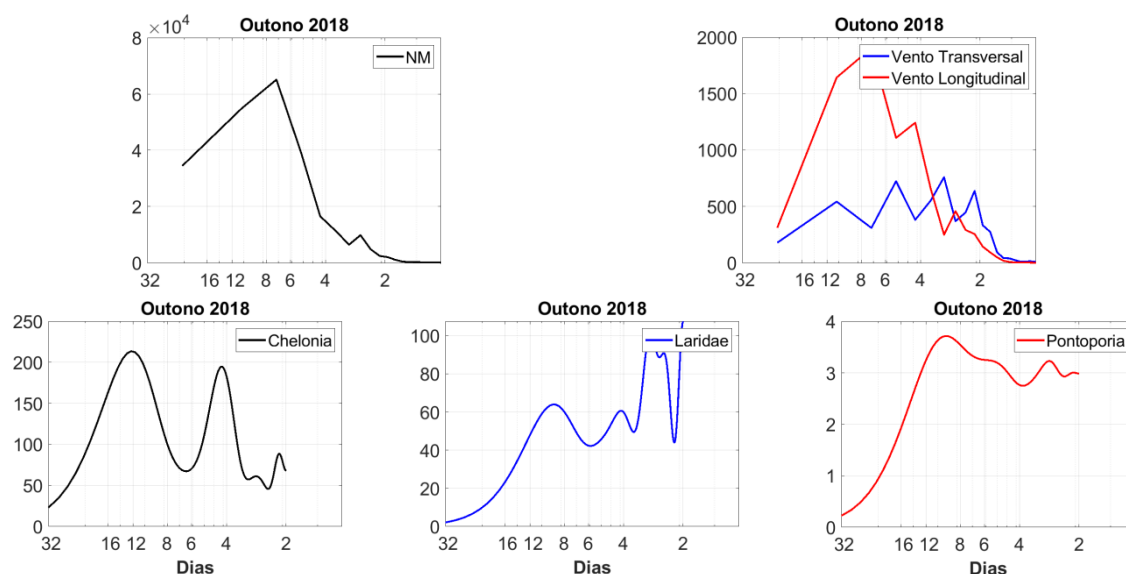 Outono 2018
×10⁴
8
6
4
2
0
32 16 12 8 6 4 2
NM
Outono 2018
2000
1500
1000
500
0
32 16 12 8 6 4 2
Vento Transversal
Vento Longitudinal
Outono 2018
250
200
150
100
50
0
32 16 12 8 6 4 2
Chelonia
Dias
Outono 2018
100
80
60
40
20
0
32 16 12 8 6 4 2
Laridae
Dias
Outono 2018
4
3
2
1
0
32 16 12 8 6 4 2
Pontoporia
Dias